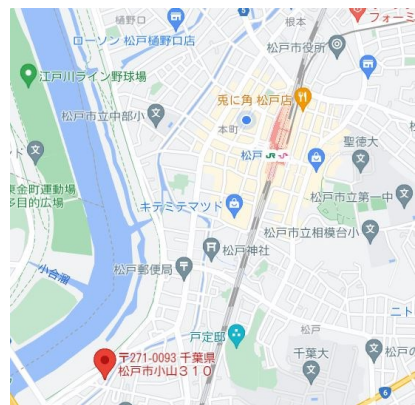 樋野口
5
根本
フォーミ
ローソン 松戸樋野口店
松戸市役所
江戸川ライン野球場
兎に角 松戸店
松戸市立中部小
本町
聖徳大
松戸
東金町運動場
多目的広場
松戸市立第一中
キテミテマツド
松戸市立相模台小
松戸神社
小合溜
松戸郵便局
ニト
戸定邸
松戸
千葉大
松戸の
〒271-0093 千葉県
松戸市小山310
6